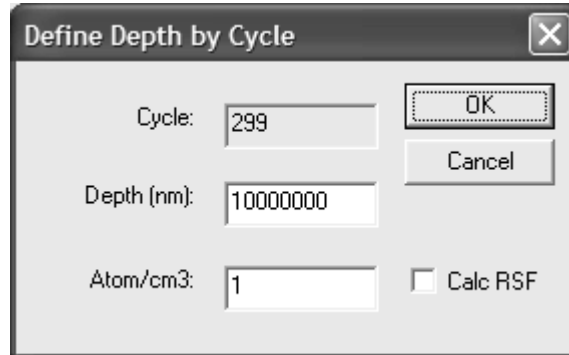 Define Depth by Cycle
Cycle: 299
OK
Cancel
Depth (nm): 10000000
Atom/cm3: 1
Calc RSF